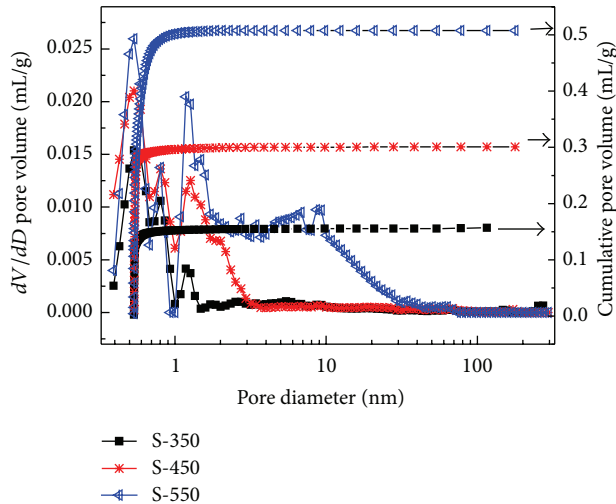 0.025
0.020
0.015
0.010
0.005
0.000
dV/dD pore volume (mL/g)
0.5
0.4
0.3
0.2
0.1
0.0
Cumulative pore volume (mL/g)
1
10
100
Pore diameter (nm)
S-350
S-450
S-550